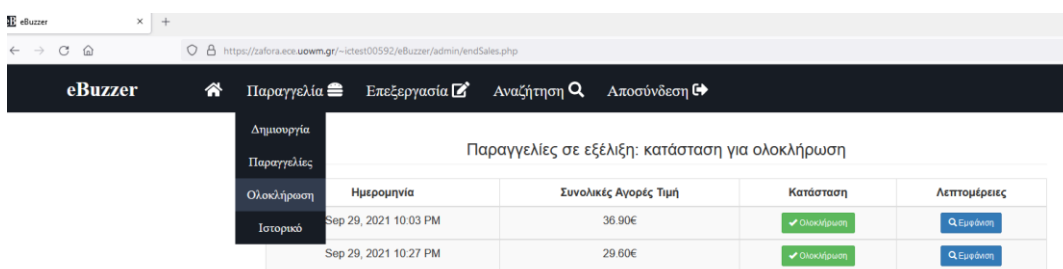 eBuzzer × +
https://zafora.ece.uowm.gr/~ictest00592/eBuzzer/admin/endSales.php
eBuzzer Παραγγελία Επεξεργασία Αναζήτηση Αποσύνδεση
Δημιουργία
Παραγγελίες
Ολοκλήρωση
Ιστορικό
Παραγγελίες σε εξέλιξη: κατάσταση για ολοκλήρωση
Ημερομηνία Συνολικές Αγορές Τιμή Κατάσταση Λεπτομέρειες
Sep 29, 2021 10:03 PM 36.90€ Ολοκλήρωση Εμφάνιση
Sep 29, 2021 10:27 PM 29.60€ Ολοκλήρωση Εμφάνιση